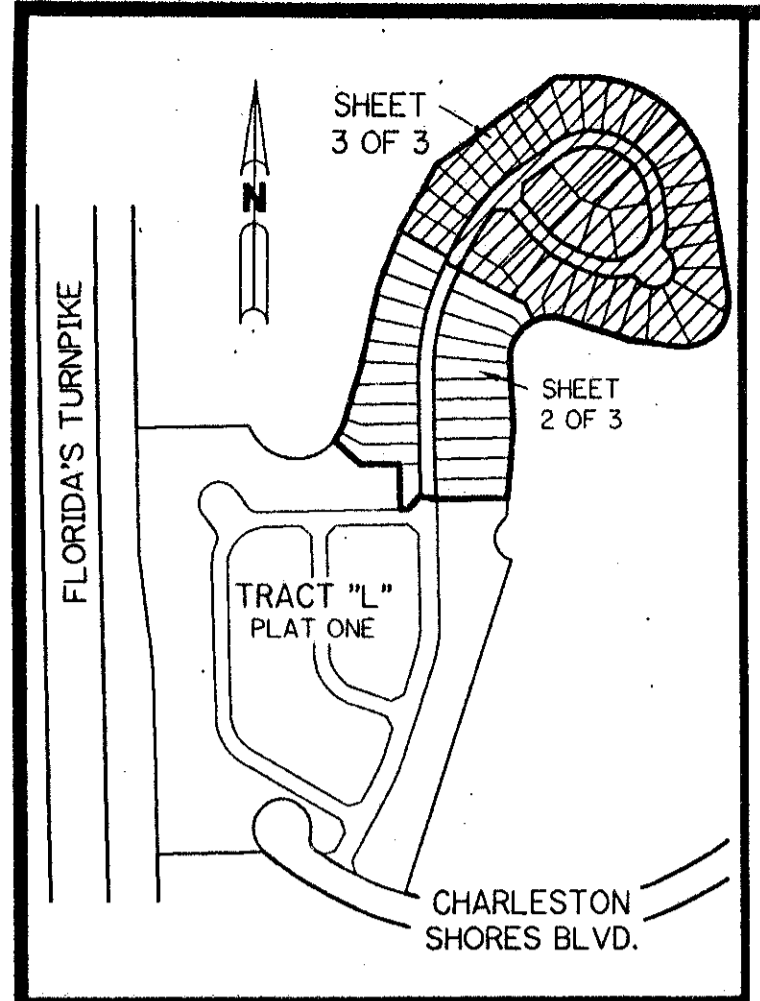 SHEET
3 OF 3
N
FLORIDA'S TURNPIKE
SHEET
2 OF 3
TRACT "L"
PLAT ONE
CHARLESTON
SHORES BLVD.